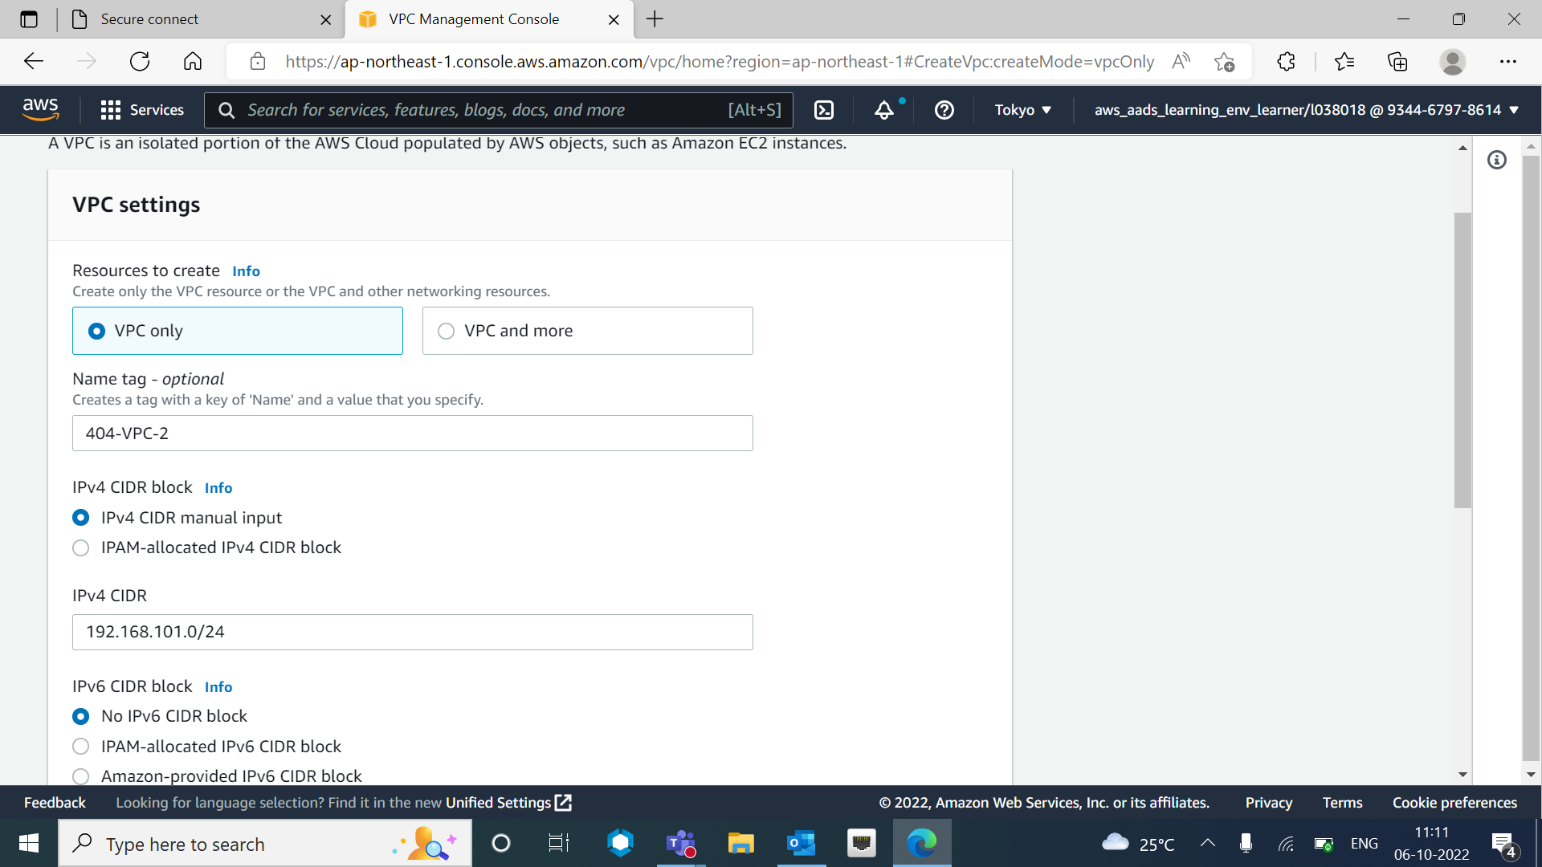 Secure connect
VPC Management Console
https://ap-northeast-1.console.aws.amazon.com/vpc/home?region=ap-northeast-1#CreateVpc:createMode=vpcOnly
aws
Services
Search for services, features, blogs, docs, and more
[Alt+S]
Tokyo
aws_aads_learning_env_learner/l038018 @ 9344-6797-8614
A VPC is an isolated portion of the AWS Cloud populated by AWS objects, such as Amazon EC2 instances.
VPC settings
Resources to create Info
Create only the VPC resource or the VPC and other networking resources.
VPC only
VPC and more
Name tag - optional
Creates a tag with a key of 'Name' and a value that you specify.
404-VPC-2
IPv4 CIDR block Info
IPv4 CIDR manual input
IPAM-allocated IPv4 CIDR block
IPv4 CIDR
192.168.101.0/24
IPv6 CIDR block Info
No IPv6 CIDR block
IPAM-allocated IPv6 CIDR block
Amazon-provided IPv6 CIDR block
Feedback
Looking for language selection? Find it in the new Unified Settings
© 2022, Amazon Web Services, Inc. or its affiliates.
Privacy
Terms
Cookie preferences
Type here to search
25°C
ENG
11:11
06-10-2022
4